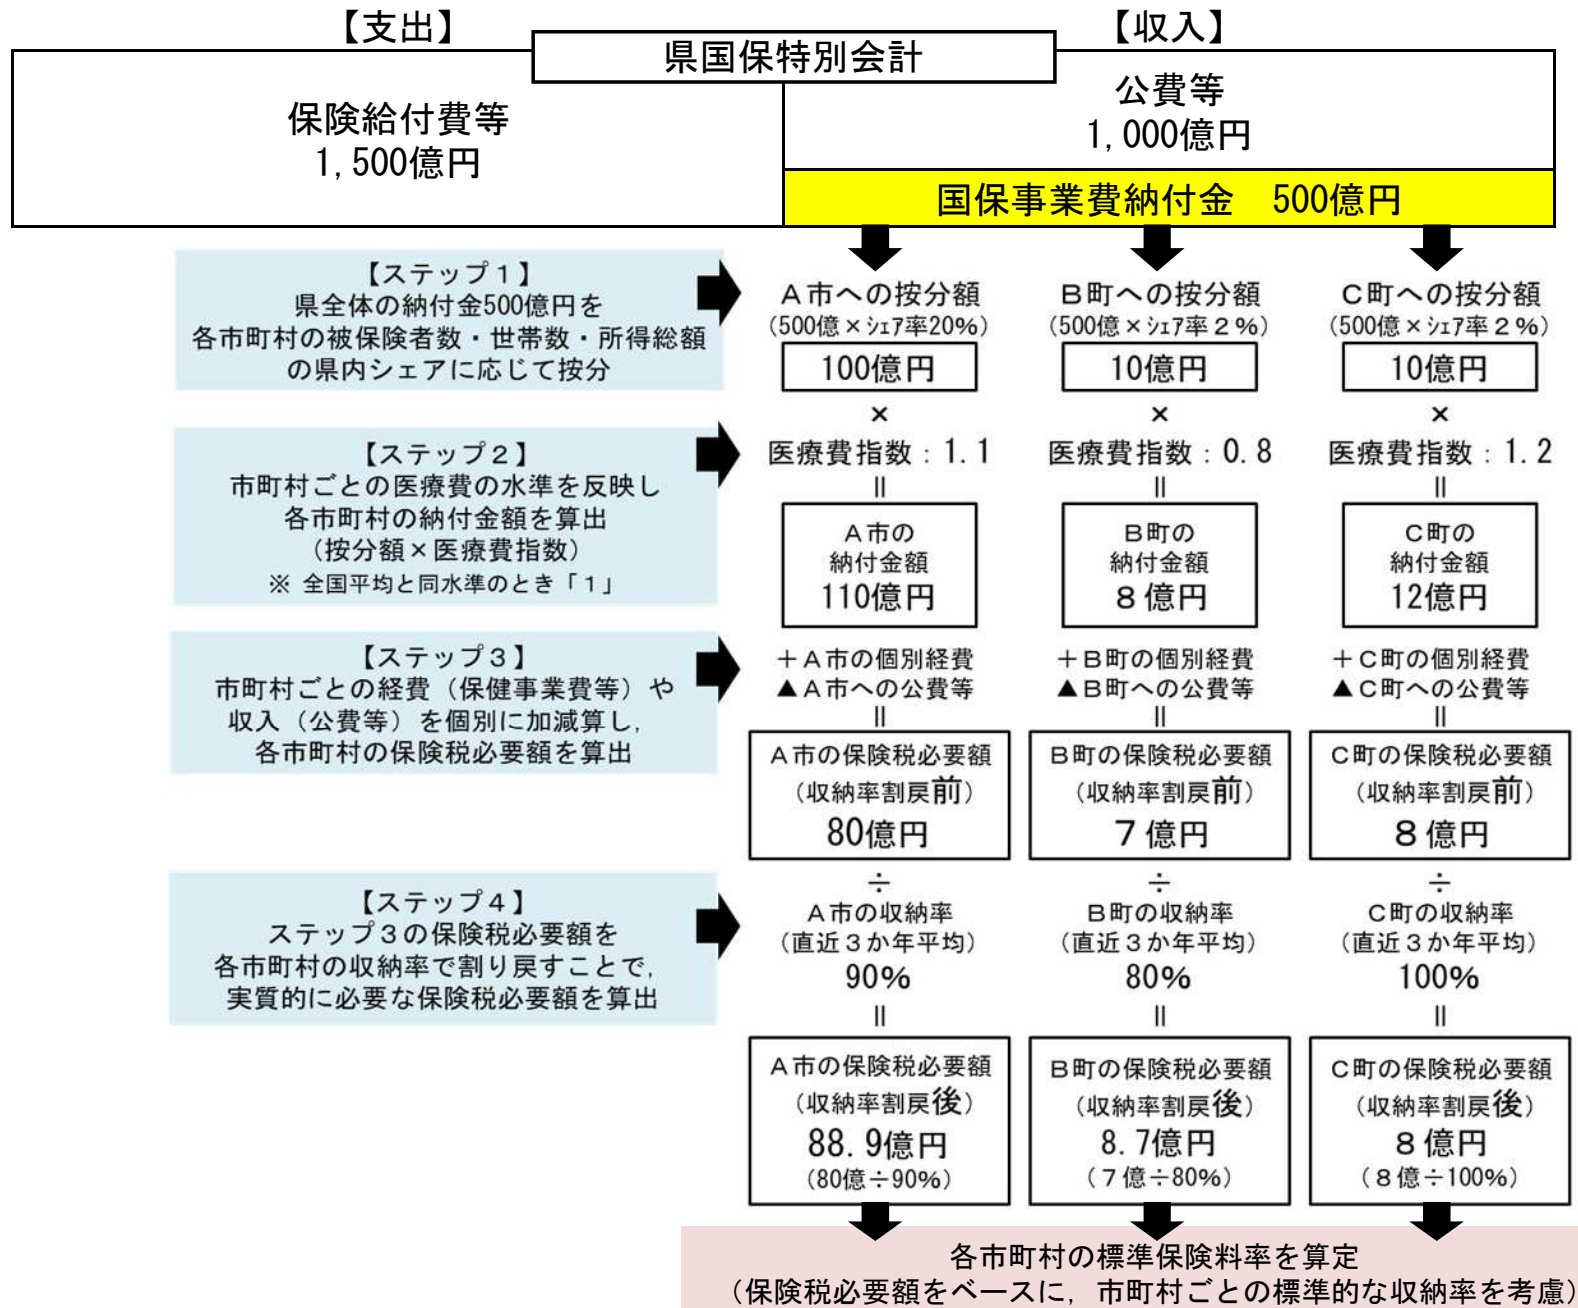 【支出】
【収入】
県国保特別会計
保険給付費等
1,500億円
公費等
1,000億円
国保事業費納付金　500億円
【ステップ１】
県全体の納付金500億円を
各市町村の被保険者数・世帯数・所得総額
の県内シェアに応じて按分
Ａ市への按分額
(500億×ｼｪｱ率20%)
100億円
Ｂ町への按分額
(500億×ｼｪｱ率２%)
10億円
Ｃ町への按分額
(500億×ｼｪｱ率２%)
10億円
×
×
×
【ステップ２】
市町村ごとの医療費の水準を反映し
各市町村の納付金額を算出
（按分額×医療費指数）
※ 全国平均と同水準のとき「１」
医療費指数：1.1
医療費指数：0.8
医療費指数：1.2
＝
＝
＝
Ａ市の
納付金額
110億円
Ｂ町の
納付金額
８億円
Ｃ町の
納付金額
12億円
【ステップ３】
市町村ごとの経費（保健事業費等）や
収入（公費等）を個別に加減算し，
各市町村の保険税必要額を算出
＋Ａ市の個別経費
▲Ａ市への公費等
＋Ｂ町の個別経費
▲Ｂ町への公費等
＋Ｃ町の個別経費
▲Ｃ町への公費等
＝
＝
＝
Ａ市の保険税必要額
（収納率割戻前）
80億円
Ｂ町の保険税必要額
（収納率割戻前）
７億円
Ｃ町の保険税必要額
（収納率割戻前）
８億円
÷
÷
÷
【ステップ４】
ステップ３の保険税必要額を
各市町村の収納率で割り戻すことで，
実質的に必要な保険税必要額を算出
Ａ市の収納率
（直近３か年平均）
90%
Ｂ町の収納率
（直近３か年平均）
80%
Ｃ町の収納率
（直近３か年平均）
100%
＝
＝
＝
Ａ市の保険税必要額
（収納率割戻後）
88.9億円
（80億÷90%）
Ｂ町の保険税必要額
（収納率割戻後）
8.7億円
（７億÷80%）
Ｃ町の保険税必要額
（収納率割戻後）
８億円
（８億÷100%）
各市町村の標準保険料率を算定
（保険税必要額をベースに，市町村ごとの標準的な収納率を考慮）